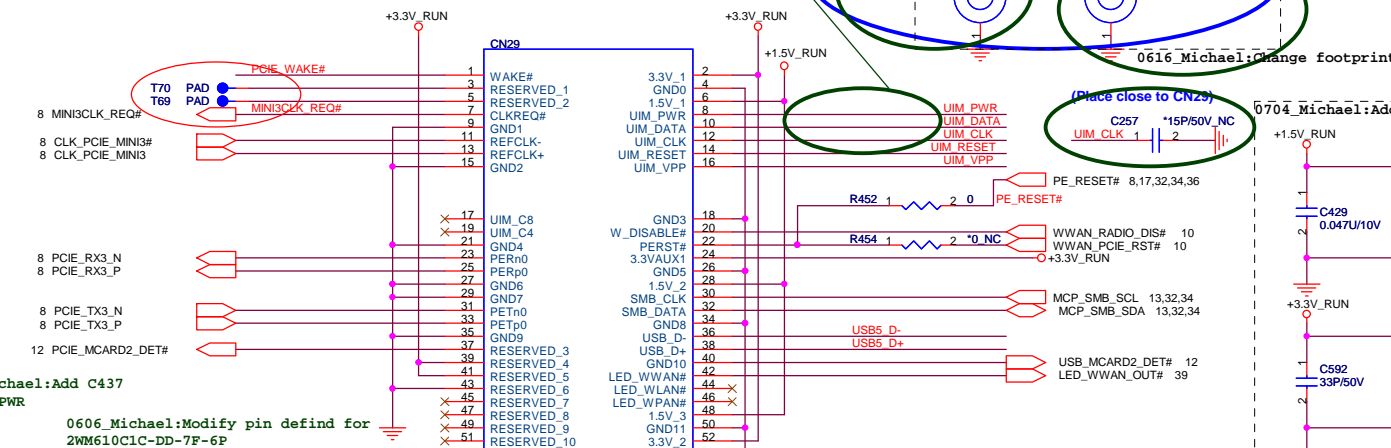 +3.3V_RUN
+3.3V_RUN
+1.5V_RUN
0616_Michael:Change footprint
CN29
T70 PAD
T69 PAD
PCIE_WAKE#
MINI3CLK_REQ#
8 MINI3CLK_REQ#
8 CLK_PCIE_MINI3#
8 CLK_PCIE_MINI3
8 PCIE_RX3_N
8 PCIE_RX3_P
8 PCIE_TX3_N
8 PCIE_TX3_P
12 PCIE_MCARD2_DET#
1 WAKE#
3 RESERVED_1
5 RESERVED_2
7 CLKREQ#
9 GND1
11 REFCLK-
13 REFCLK+
15 GND2
17 UIM_C8
19 UIM_C4
21 GND4
23 PERn0
25 PERp0
27 GND6
29 GND7
31 PETn0
33 PETp0
35 GND9
37 RESERVED_3
39 RESERVED_4
41 RESERVED_5
43 RESERVED_6
45 RESERVED_7
47 RESERVED_8
49 RESERVED_9
51 RESERVED_10
3.3V_1 2
GND0 4
1.5V_1 6
UIM_PWR 8
UIM_DATA 10
UIM_CLK 12
UIM_RESET 14
UIM_VPP 16
GND3 18
W_DISABLE# 20
PERST# 22
3.3VAUX1 24
GND5 26
1.5V_2 28
SMB_CLK 30
SMB_DATA 32
GND8 34
USB_D- 36
USB_D+ 38
GND10 40
LED_WWAN# 42
LED_WLAN# 44
LED_WPAN# 46
1.5V_3 48
GND11 50
3.3V_2 52
UIM_PWR
UIM_DATA
UIM_CLK
UIM_RESET
UIM_VPP
R452 1 2 0
PE_RESET#
PE_RESET# 8,17,32,34,36
R454 1 2 *0_NC
WWAN_RADIO_DIS# 10
WWAN_PCIE_RST# 10
+3.3V_RUN
MCP_SMB_SCL 13,32,34
MCP_SMB_SDA 13,32,34
USB5_D-
USB5_D+
USB_MCARD2_DET# 12
LED_WWAN_OUT# 39
(Place close to CN29)
C257 *15P/50V_NC
UIM_CLK 1 2
0704_Michael:Add
+1.5V_RUN
1
C429
0.047U/10V
2
+3.3V_RUN
1
C592
33P/50V
2
chael:Add C437
PWR
0606_Michael:Modify pin defind for
2WM610C1C-DD-7F-6P